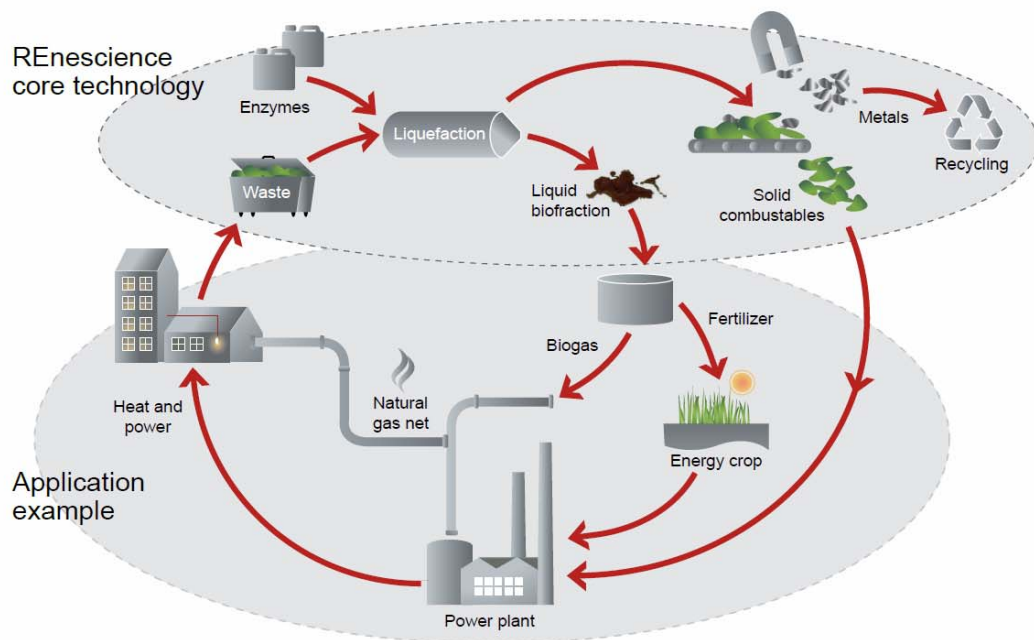 REnescience
core technology
Enzymes
Liquefaction
Metals
Recycling
Waste
Liquid
biofraction
Solid
combustables
Fertilizer
Biogas
Heat and
power
Natural
gas net
Energy crop
Application
example
Power plant